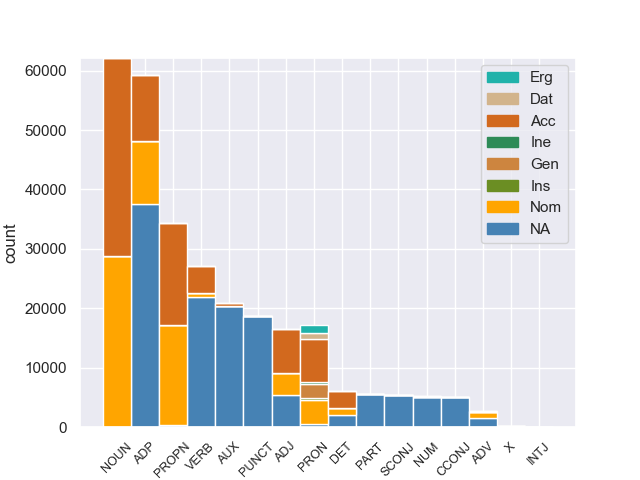 60000
50000
40000
30000
20000
10000
0
count
NOUN
ADP
PROPN
VERB
AUX
PUNCT
ADJ
PRON
DET
PART
SCONJ
NUM
CCONJ
ADV
X
INTJ
Erg
Dat
Acc
Ine
Gen
Ins
Nom
NA